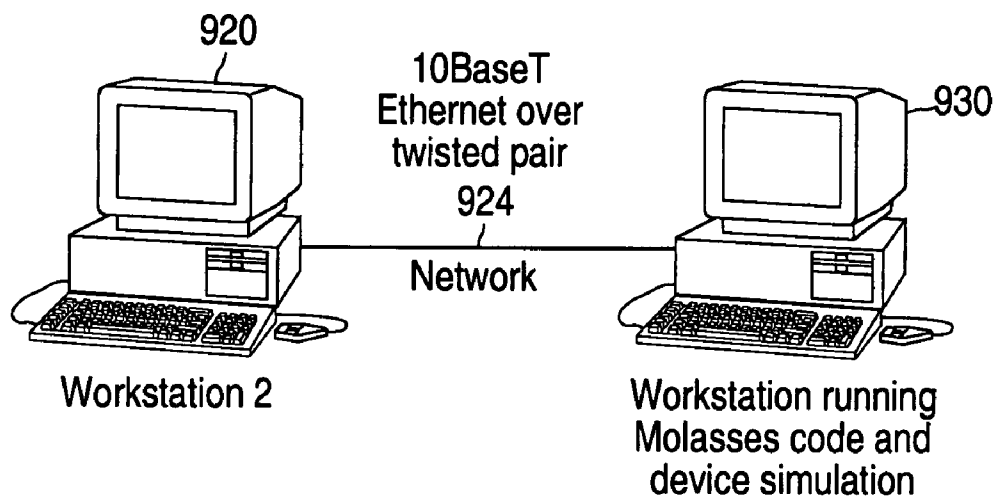 920
10BaseT
Ethernet over
twisted pair
924
930
Network
Workstation 2
Workstation running
Molasses code and
device simulation